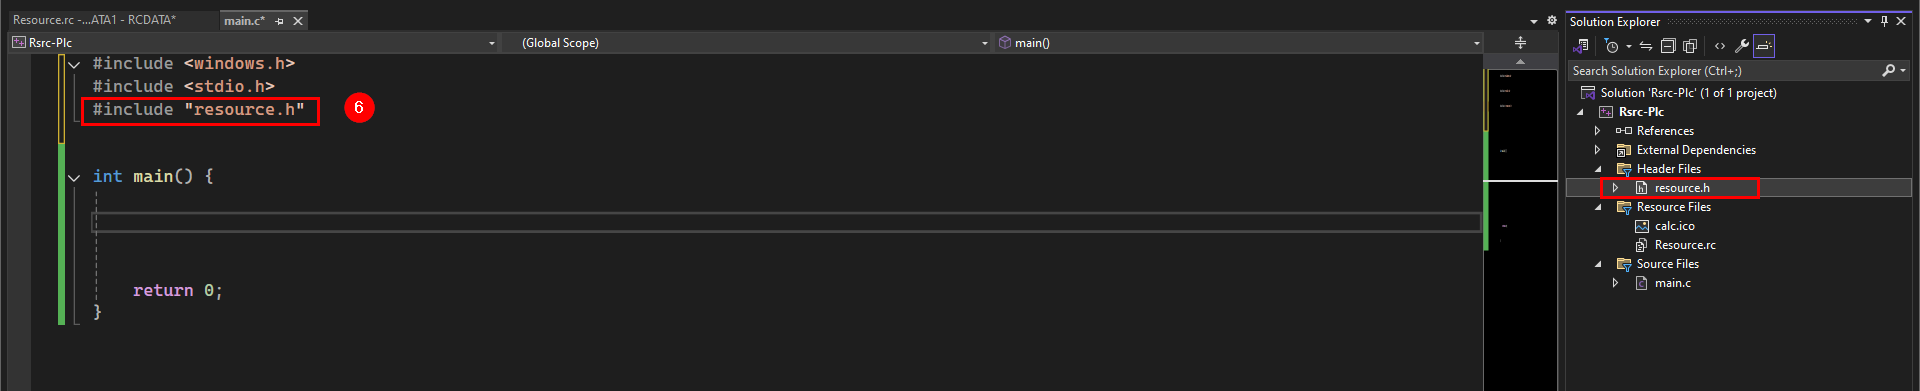 Resource.rc -...ATA1 - RCDATA*
main.c*
Rsrc-Plc
(Global Scope)
main()
#include <windows.h>
#include <stdio.h>
#include "resource.h"
6
int main() {
return 0;
}
Solution Explorer
Search Solution Explorer (Ctrl+;)
Solution 'Rsrc-Plc' (1 of 1 project)
Rsrc-Plc
References
External Dependencies
Header Files
resource.h
Resource Files
calc.ico
Resource.rc
Source Files
main.c